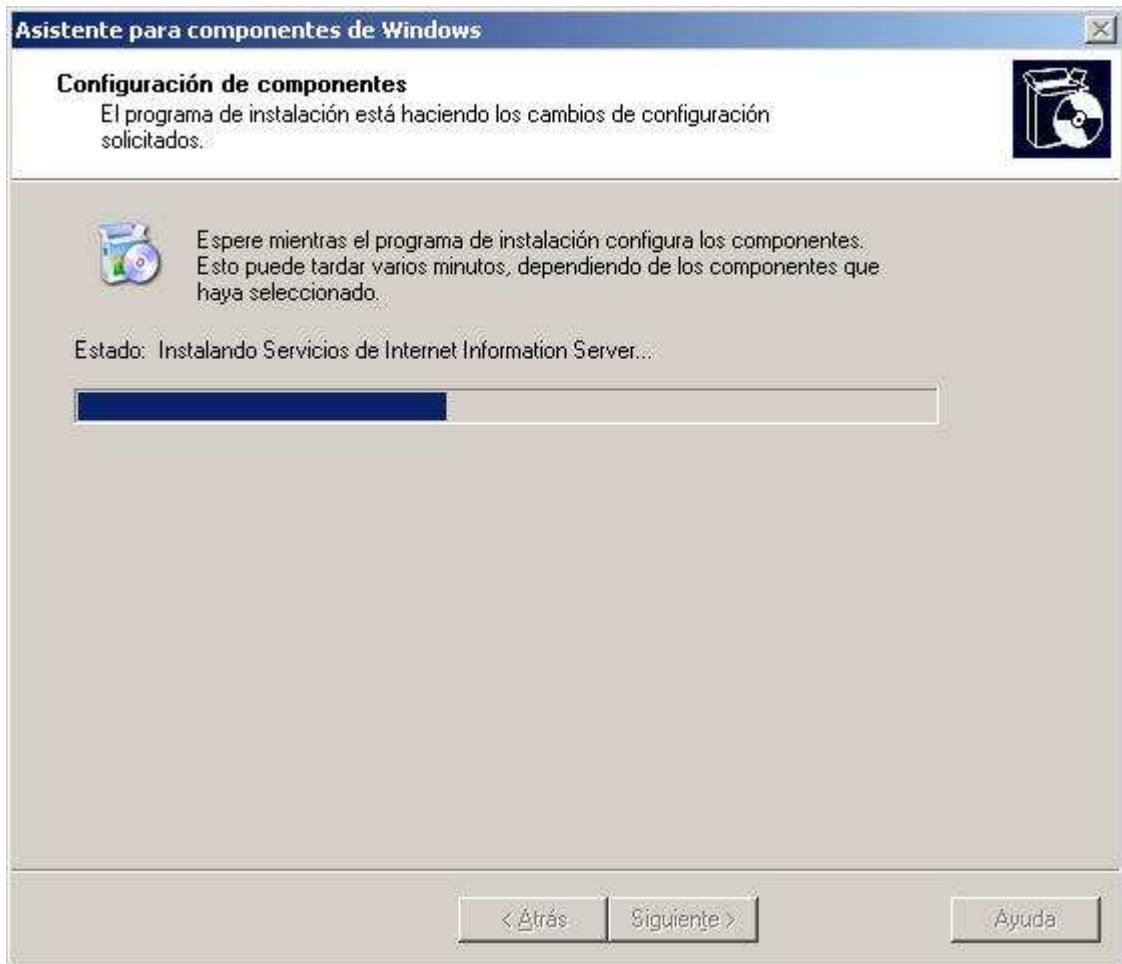 Asistente para componentes de Windows
Configuración de componentes
El programa de instalación está haciendo los cambios de configuración
solicitados.
Espere mientras el programa de instalación configura los componentes.
Esto puede tardar varios minutos, dependiendo de los componentes que
haya seleccionado.
Estado: Instalando Servicios de Internet Information Server...
< Atrás Siguiente > Ayuda